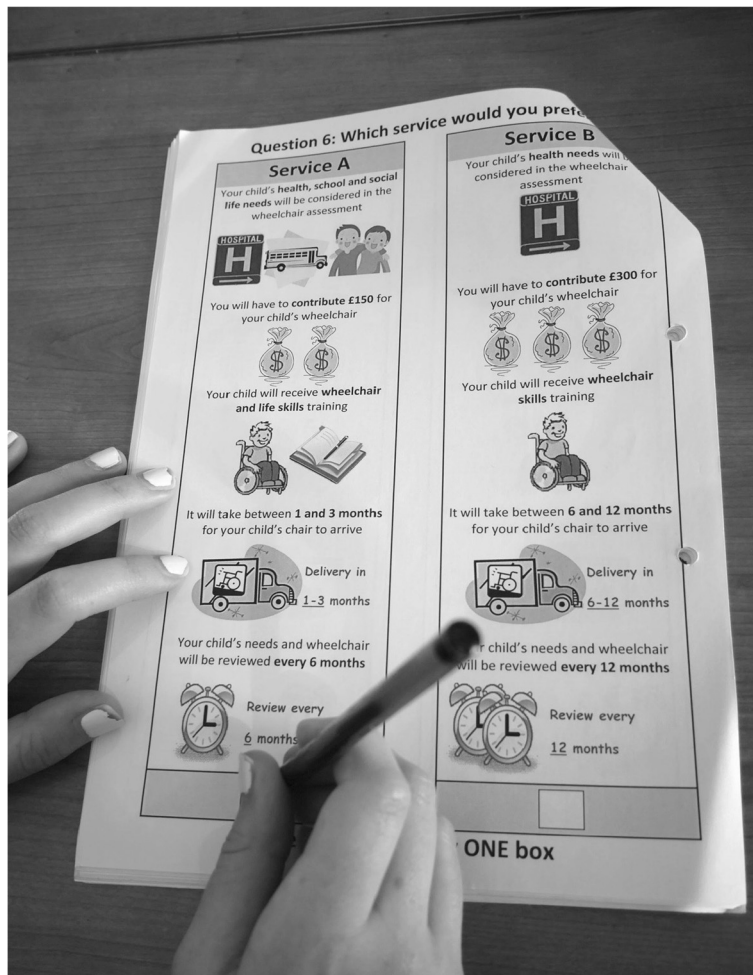 Question 6: Which service would you
Service A
Your child's health, school and social
life needs will be considered in the
wheelchair assessment
HOSPITAL
H
You will have to contribute £150 for
your child's wheelchair
$ $
Your child will receive wheelchair
and life skills training
It will take between 1 and 3 months
for your child's chair to arrive
Delivery in
1-3 months
Your child's needs and wheelchair
will be reviewed every 6 months
Review every
6 months
Service B
Your child's health needs will
considered in the wheelchair
assessment
HOSPITAL
H
You will have to contribute £300 for
your child's wheelchair
$ $ $
Your child will receive wheelchair
skills training
It will take between 6 and 12 months
for your child's chair to arrive
Delivery in
6-12 months
child's needs and wheelchair
will be reviewed every 12 months
Review every
12 months
ONE box